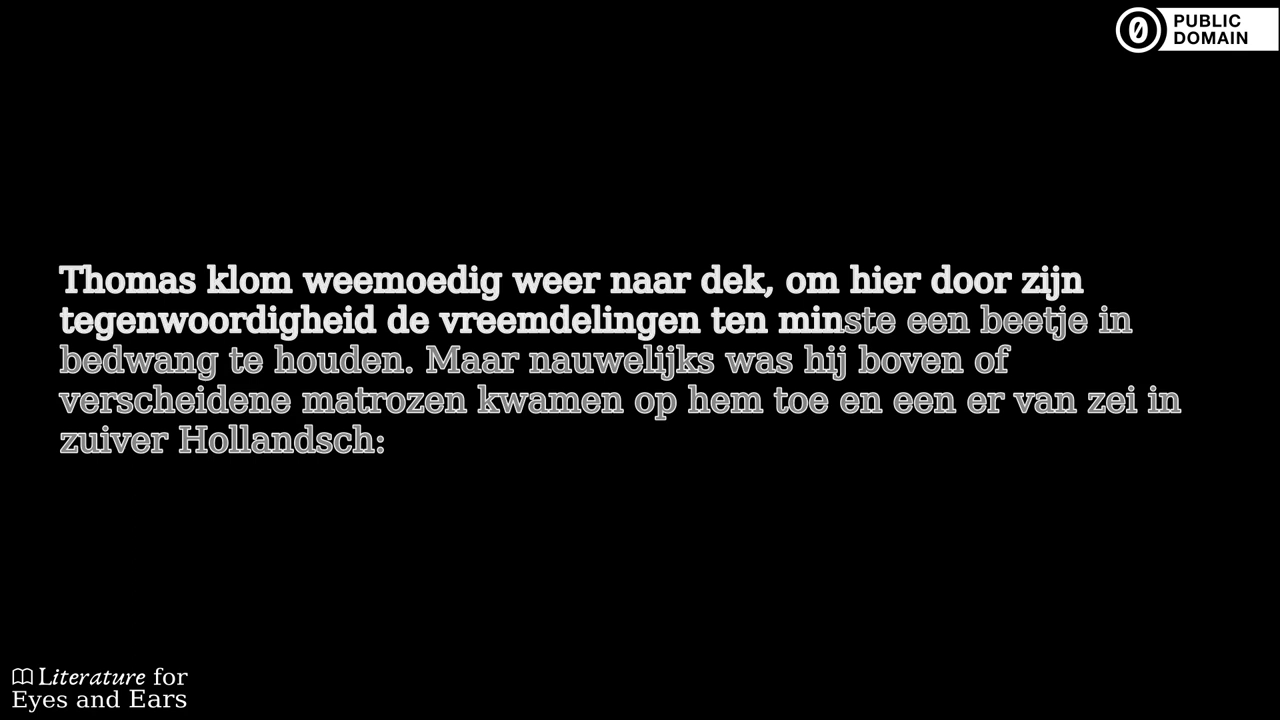 PUBLIC
DOMAIN
Thomas klom weemoedig weer naar dek, om hier door zijn
tegenwoordigheid de vreemdelingen ten minste een beetje in
bedwang te houden. Maar nauwelijks was hij boven of
verscheidene matrozen kwamen op hem toe en een er van zei in
zuiver Hollandsch:
Literature for
Eyes and Ears